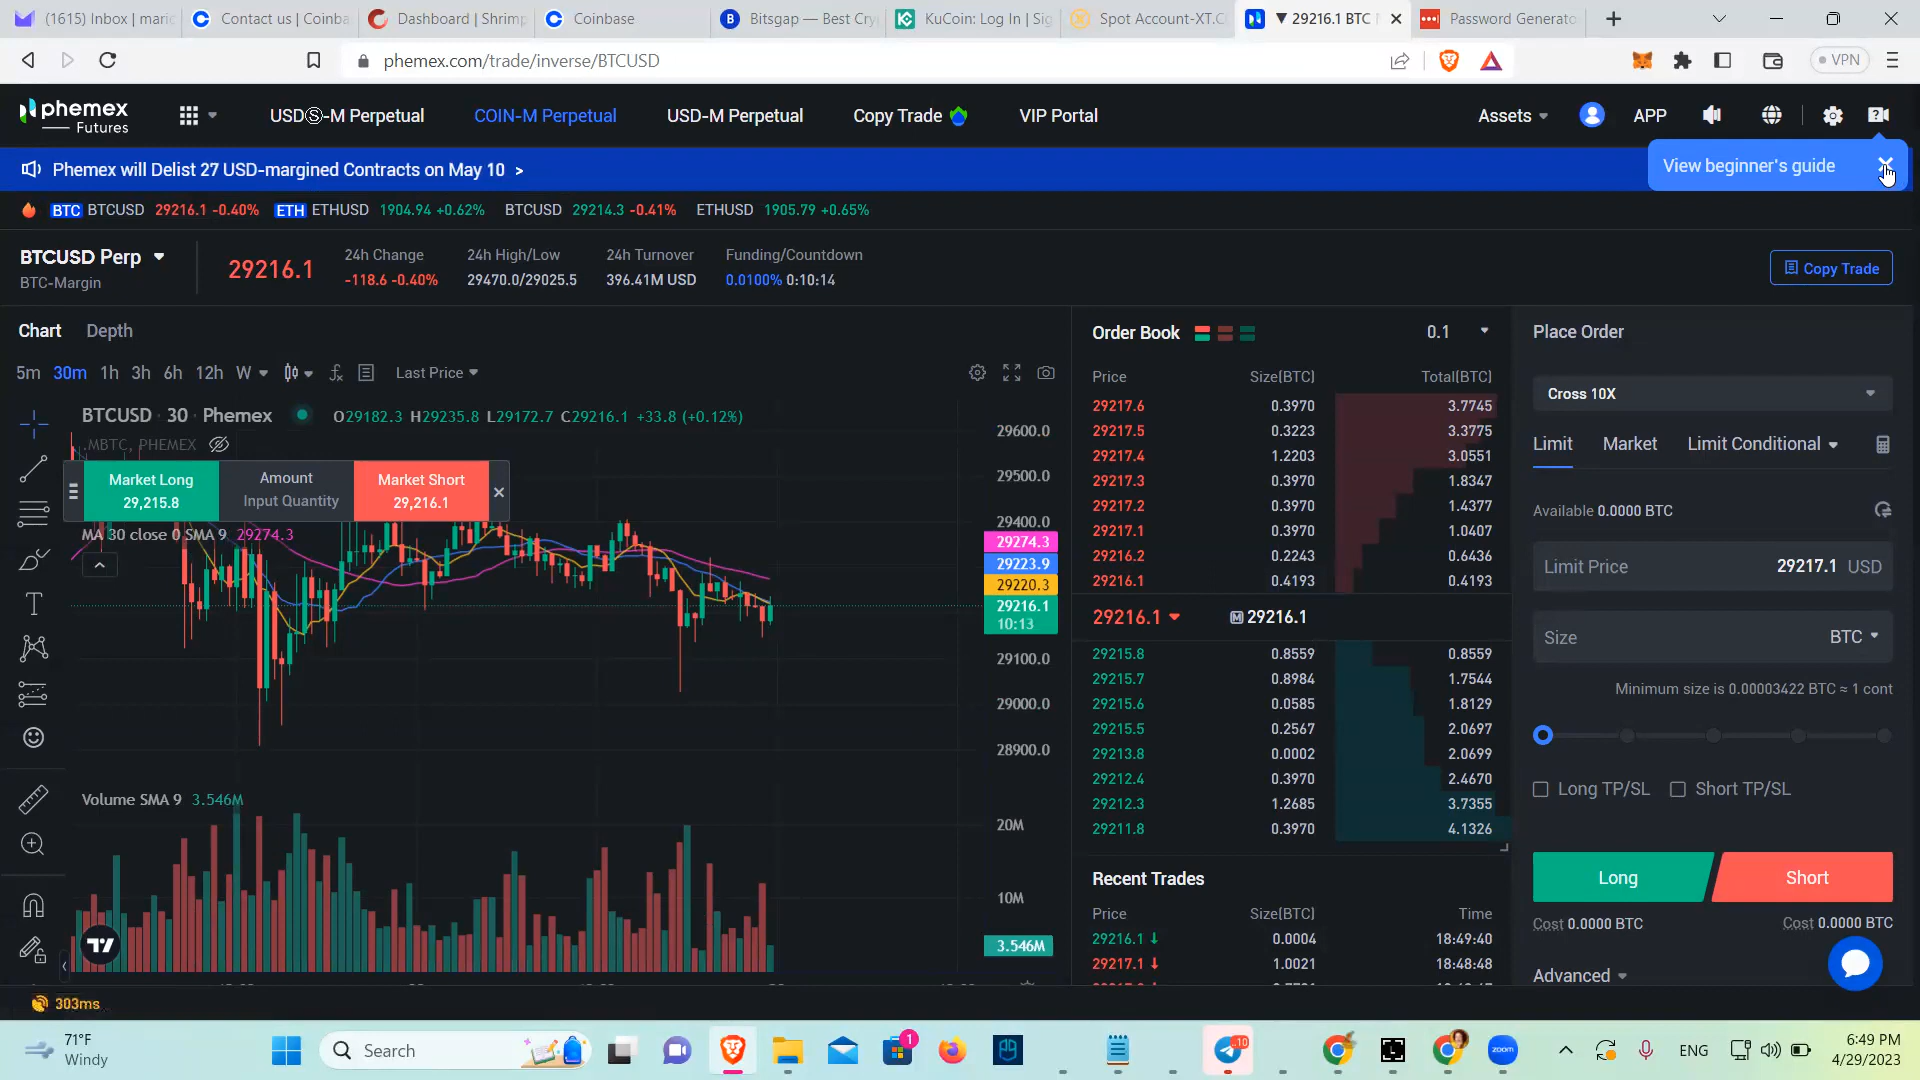 (1615) Inbox | maric
Contact us | Coinba
Dashboard | Shrimp
Coinbase
Bitsgap — Best Cry
KuCoin: Log In | Sig
Spot Account-XT.C
▼ 29216.1 BTC
Password Generato
phemex.com/trade/inverse/BTCUSD
VPN
phemex
Futures
USDⓈ-M Perpetual
COIN-M Perpetual
USD-M Perpetual
Copy Trade
VIP Portal
Assets
APP
Phemex will Delist 27 USD-margined Contracts on May 10 >
View beginner's guide
BTC BTCUSD 29216.1 -0.40% ETH ETHUSD 1904.94 +0.62% BTCUSD 29214.3 -0.41% ETHUSD 1905.79 +0.65%
BTCUSD Perp
BTC-Margin
29216.1
24h Change
-118.6 -0.40%
24h High/Low
29470.0/29025.5
24h Turnover
396.41M USD
Funding/Countdown
0.0100% 0:10:14
Copy Trade
Chart Depth
5m 30m 1h 3h 6h 12h W Last Price
BTCUSD · 30 · Phemex O29182.3 H29235.8 L29172.7 C29216.1 +33.8 (+0.12%)
.MBTC, PHEMEX
Market Long
29,215.8
Amount
Input Quantity
Market Short
29,216.1
MA 30 close 0 SMA 9 29274.3
29600.0
29500.0
29400.0
29274.3
29223.9
29220.3
29216.1
10:13
29100.0
29000.0
28900.0
Volume SMA 9 3.546M
20M
10M
3.546M
Order Book 0.1
Price Size(BTC) Total(BTC)
29217.6 0.3970 3.7745
29217.5 0.3223 3.3775
29217.4 1.2203 3.0551
29217.3 0.3970 1.8347
29217.2 0.3970 1.4377
29217.1 0.3970 1.0407
29216.2 0.2243 0.6436
29216.1 0.4193 0.4193
29216.1 M 29216.1
29215.8 0.8559 0.8559
29215.7 0.8984 1.7544
29215.6 0.0585 1.8129
29215.5 0.2567 2.0697
29213.8 0.0002 2.0699
29212.4 0.3970 2.4670
29212.3 1.2685 3.7355
29211.8 0.3970 4.1326
Recent Trades
Price Size(BTC) Time
29216.1 ↓ 0.0004 18:49:40
29217.1 ↓ 1.0021 18:48:48
Place Order
Cross 10X
Limit Market Limit Conditional
Available 0.0000 BTC
Limit Price 29217.1 USD
Size BTC
Minimum size is 0.00003422 BTC ≈ 1 cont
Long TP/SL Short TP/SL
Long Short
Cost 0.0000 BTC Cost 0.0000 BTC
Advanced
303ms
71°F
Windy
Search
1
10
zoom
ENG
6:49 PM
4/29/2023